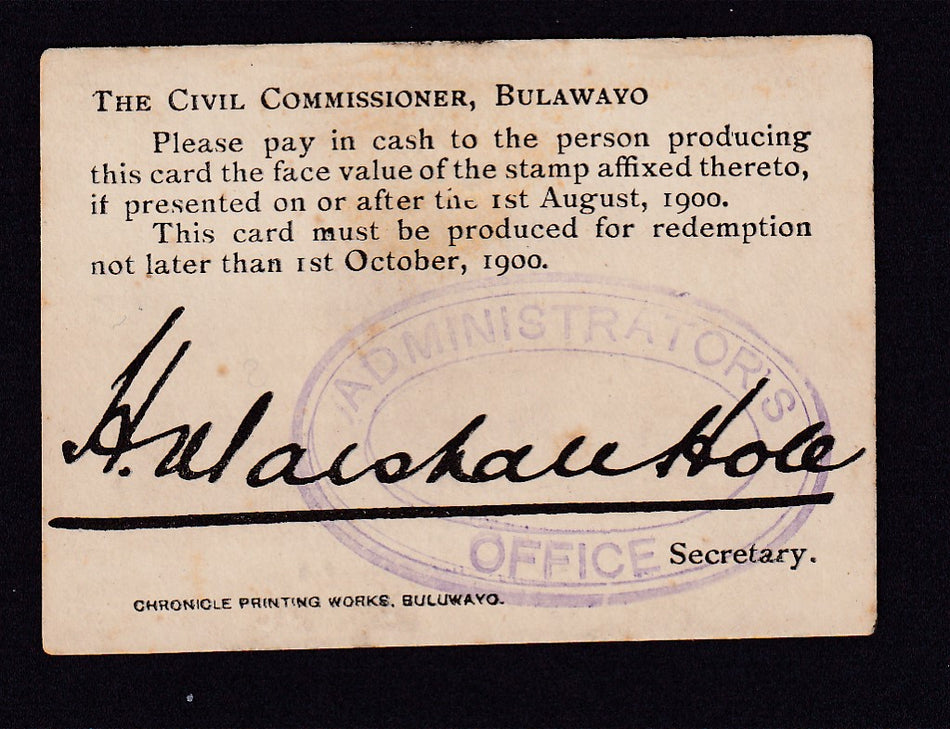 THE CIVIL COMMISSIONER, BULAWAYO
Please pay in cash to the person producing
this card the face value of the stamp affixed thereto,
if presented on or after the 1st August, 1900.
This card must be produced for redemption
not later than 1st October, 1900.
ADMINISTRATOR'S
H. Marshall Hole
OFFICE
Secretary.
CHRONICLE PRINTING WORKS, BULUWAYO.